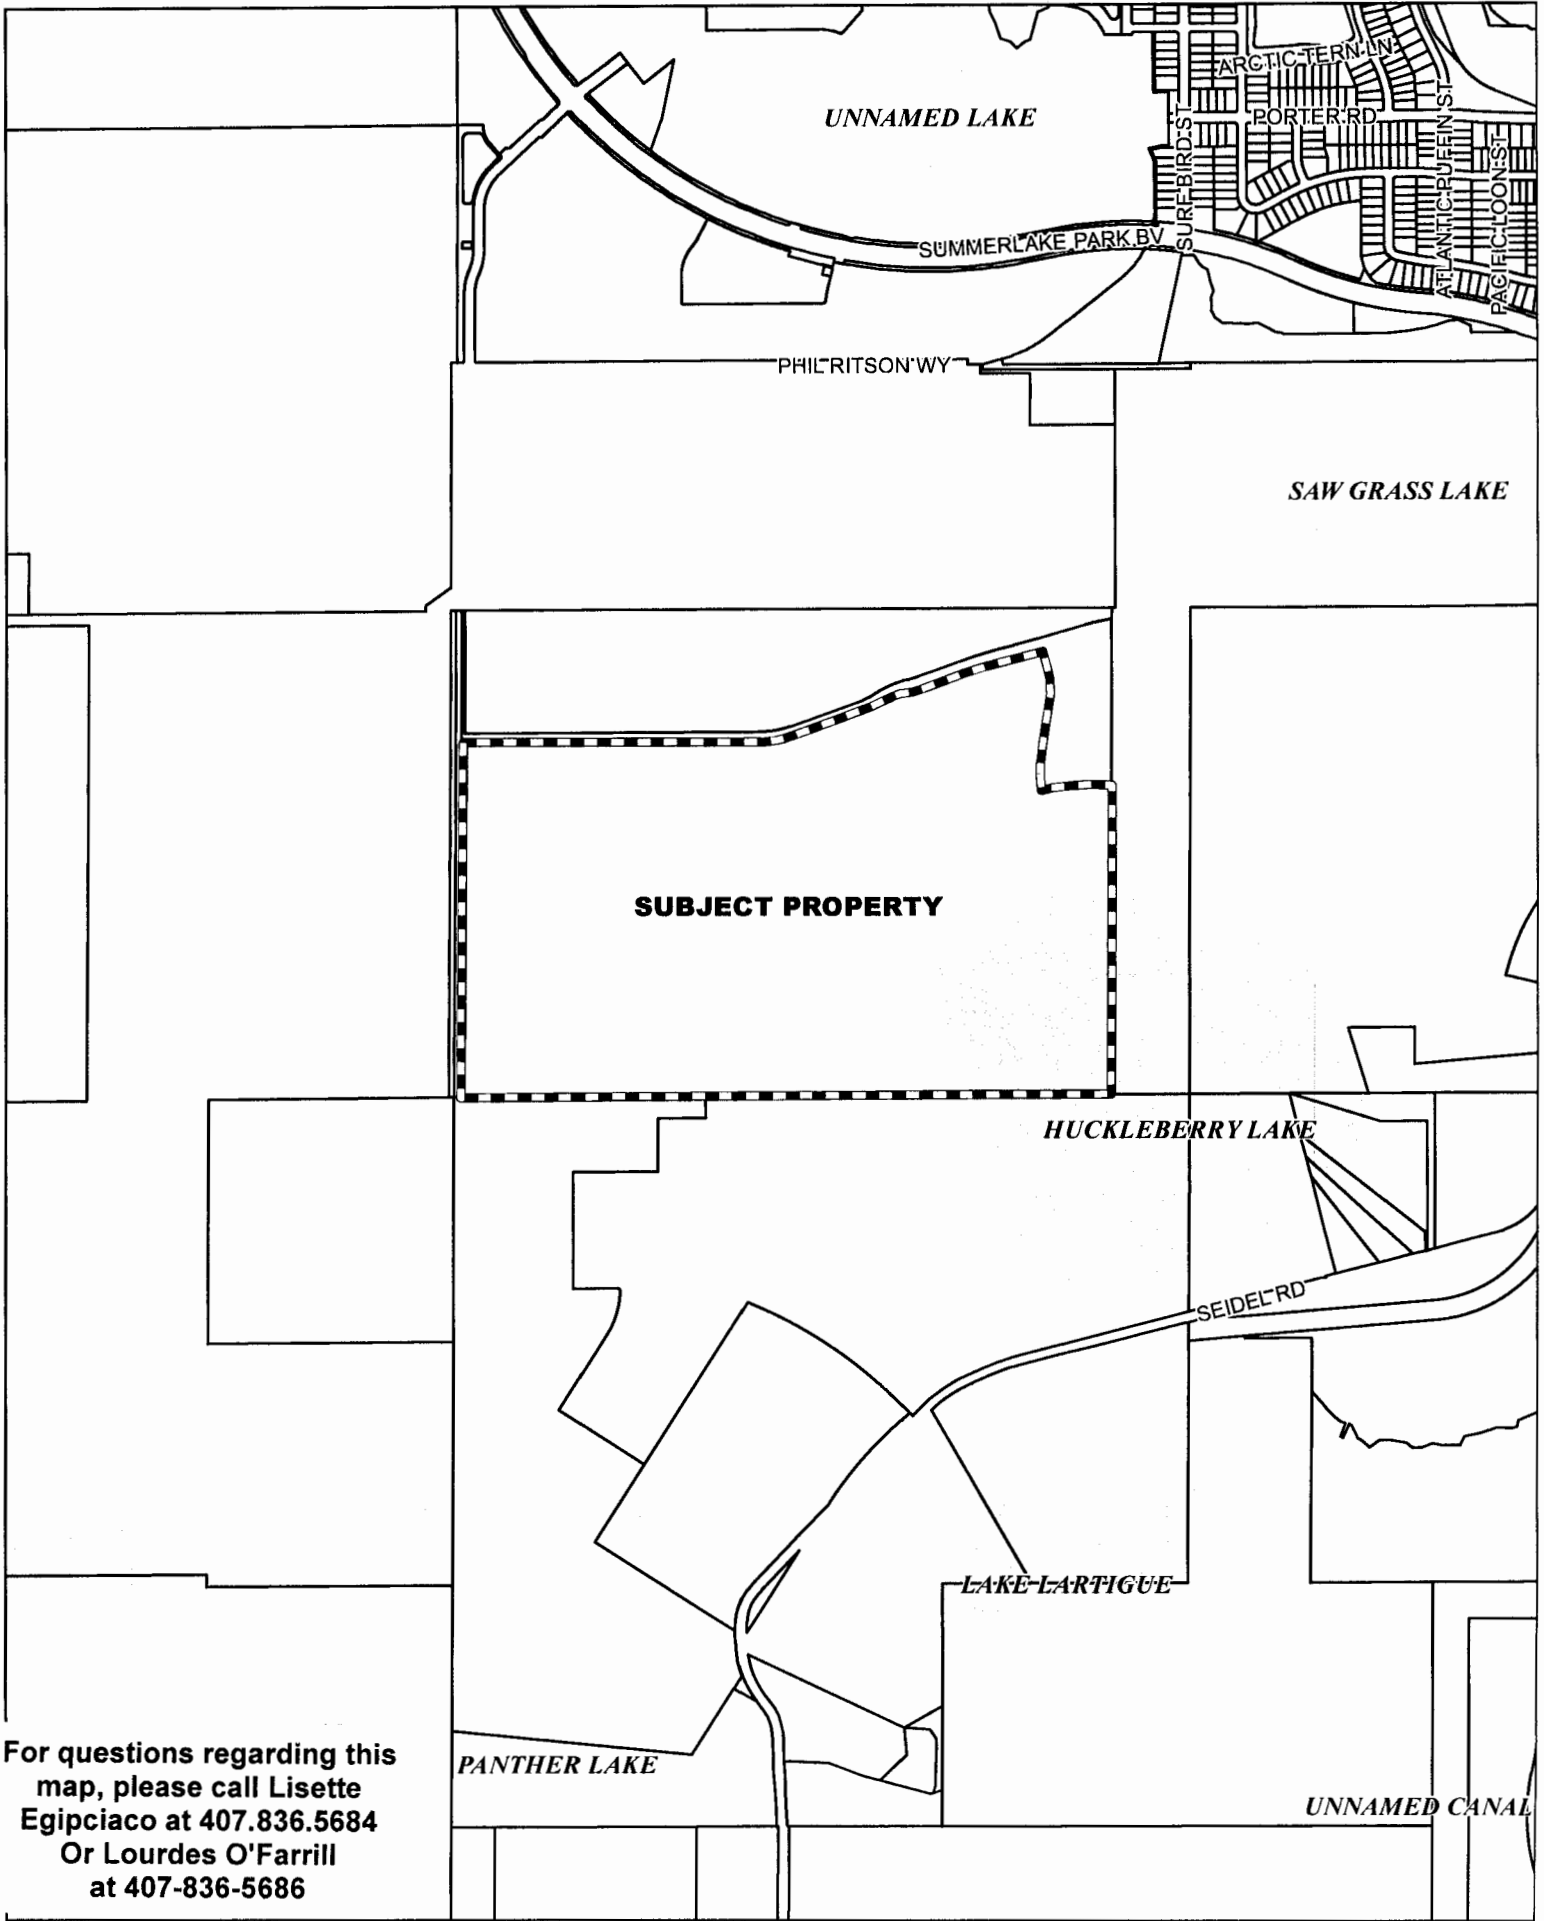 ARCTIC TERN LN
UNNAMED LAKE
PORTER RD
SURF BIRD ST
ATLANTIC PUFFIN ST
PACIFIC LOON ST
SUMMERLAKE PARK BV
PHIL RITSON WY
SAW GRASS LAKE
SUBJECT PROPERTY
HUCKLEBERRY LAKE
SEIDEL RD
LAKE LARTIGUE
For questions regarding this
map, please call Lisette
Egipciaco at 407.836.5684
Or Lourdes O'Farrill
at 407-836-5686
PANTHER LAKE
UNNAMED CANAL